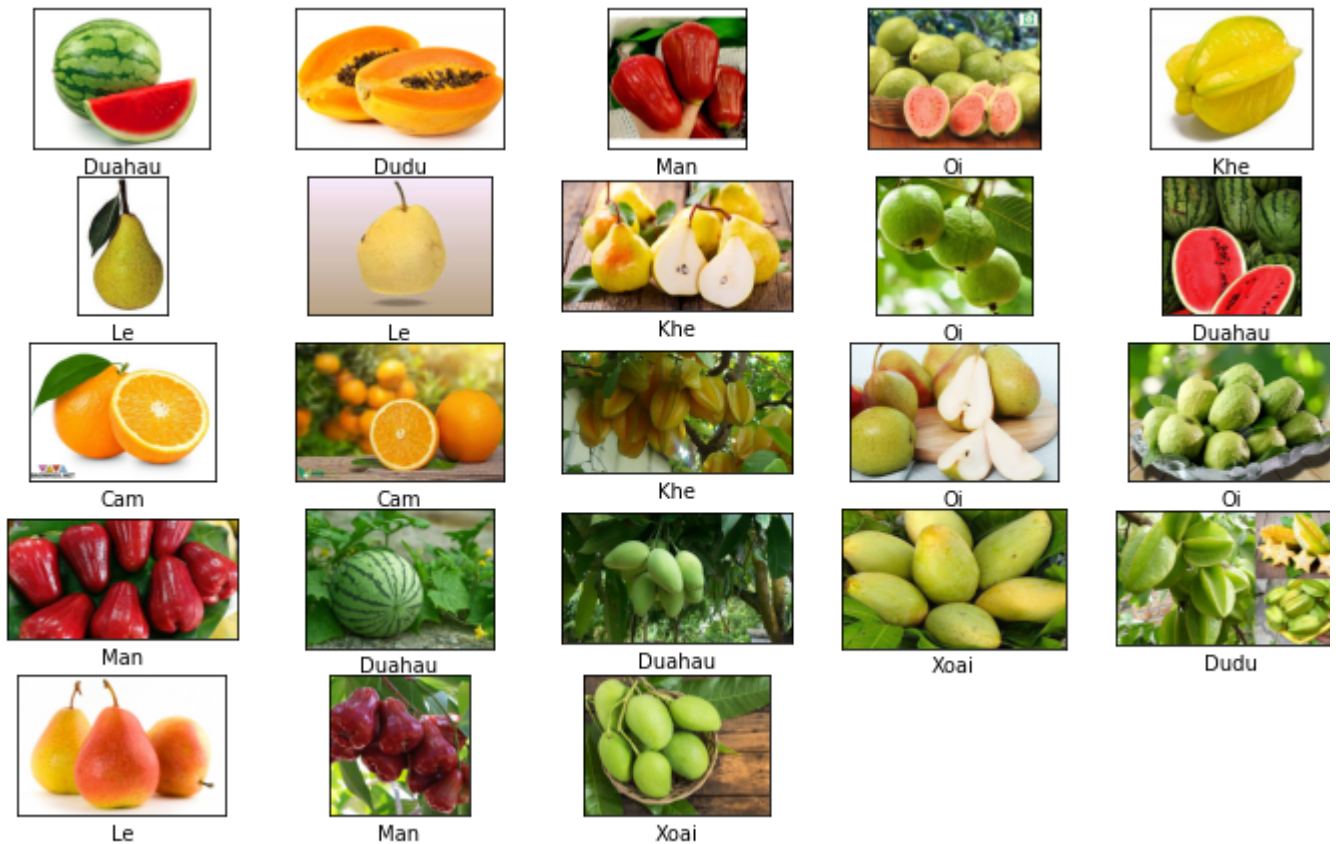 Duahau
Dudu
Man
Oi
Khe
Le
Le
Khe
Oi
Duahau
Cam
Cam
Khe
Oi
Oi
Man
Duahau
Duahau
Xoai
Dudu
Le
Man
Xoai